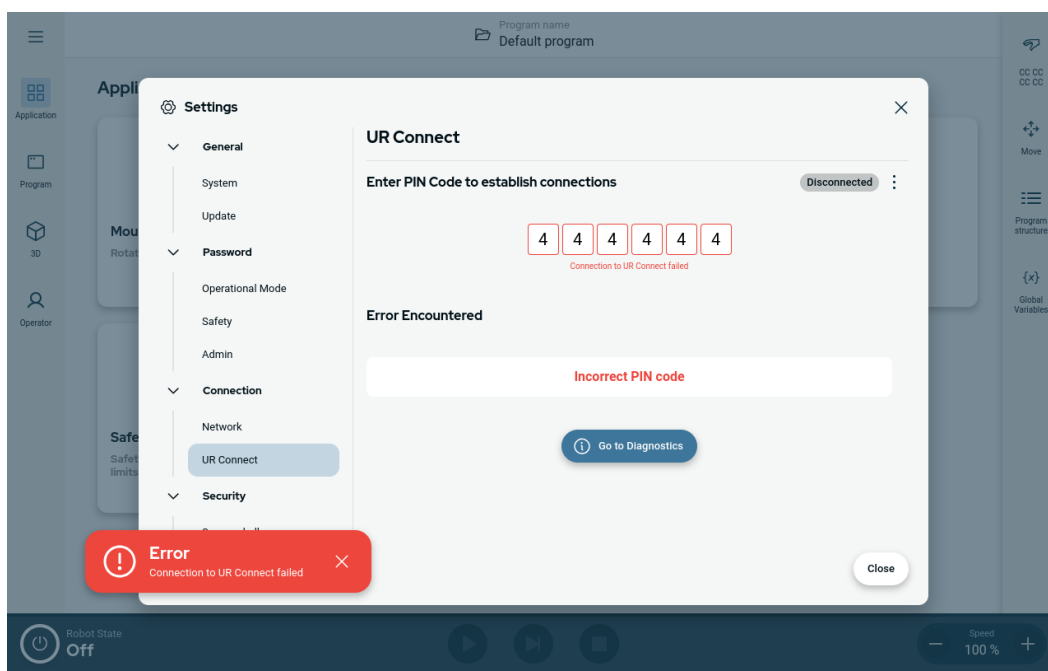 Program name
Default program
Application
Program
3D
Operator
Appli
Mou
Rotat
Safe
Safet
limits
Settings
General
System
Update
Password
Operational Mode
Safety
Admin
Connection
Network
UR Connect
Security
UR Connect
Enter PIN Code to establish connections
Disconnected
4 4 4 4 4 4
Connection to UR Connect failed
Error Encountered
Incorrect PIN code
Go to Diagnostics
Close
Error
Connection to UR Connect failed
CC CC
CC CC
Move
Program
structure
{x}
Global
Variables
Robot State
Off
Speed
100 %